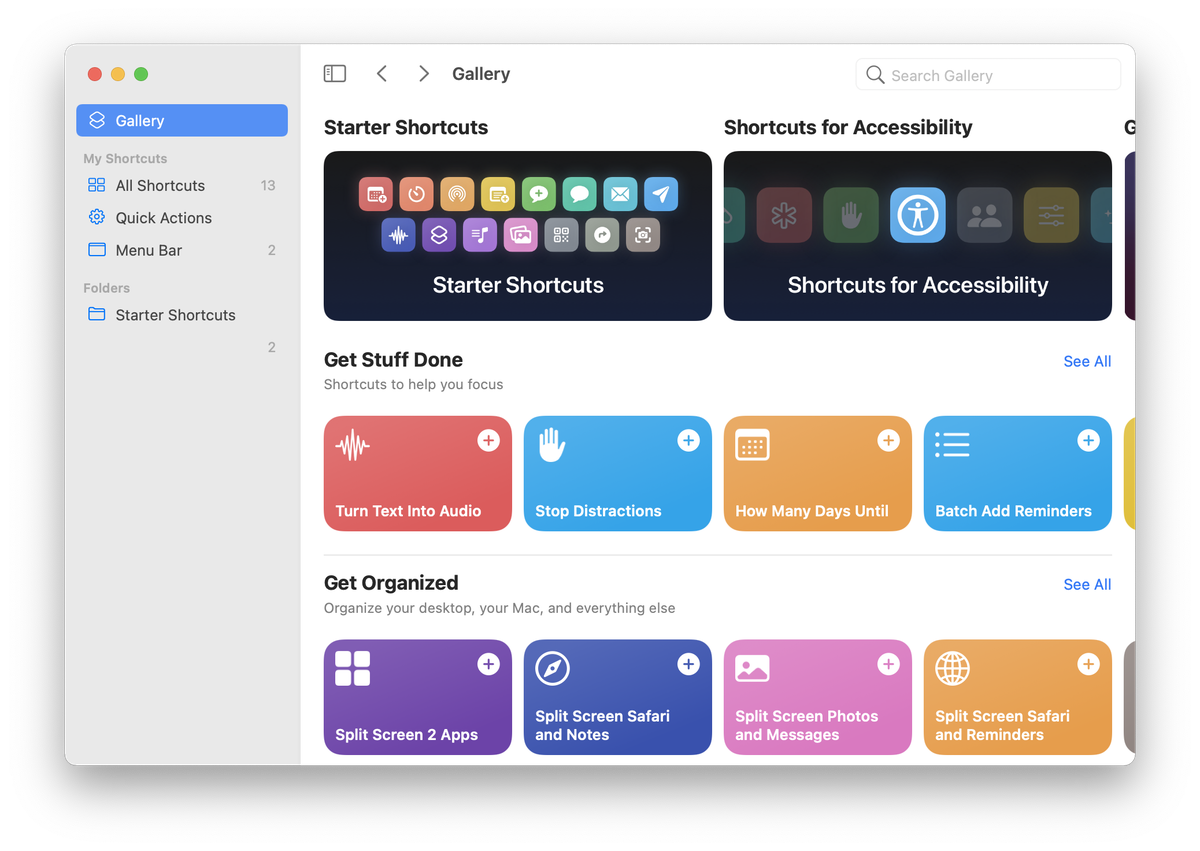 Gallery
My Shortcuts
All Shortcuts 13
Quick Actions
Menu Bar 2
Folders
Starter Shortcuts
2
Gallery
Search Gallery
Starter Shortcuts
Starter Shortcuts
Shortcuts for Accessibility
Shortcuts for Accessibility
Get Stuff Done
See All
Shortcuts to help you focus
Turn Text Into Audio
Stop Distractions
How Many Days Until
Batch Add Reminders
Get Organized
See All
Organize your desktop, your Mac, and everything else
Split Screen 2 Apps
Split Screen Safari
and Notes
Split Screen Photos
and Messages
Split Screen Safari
and Reminders